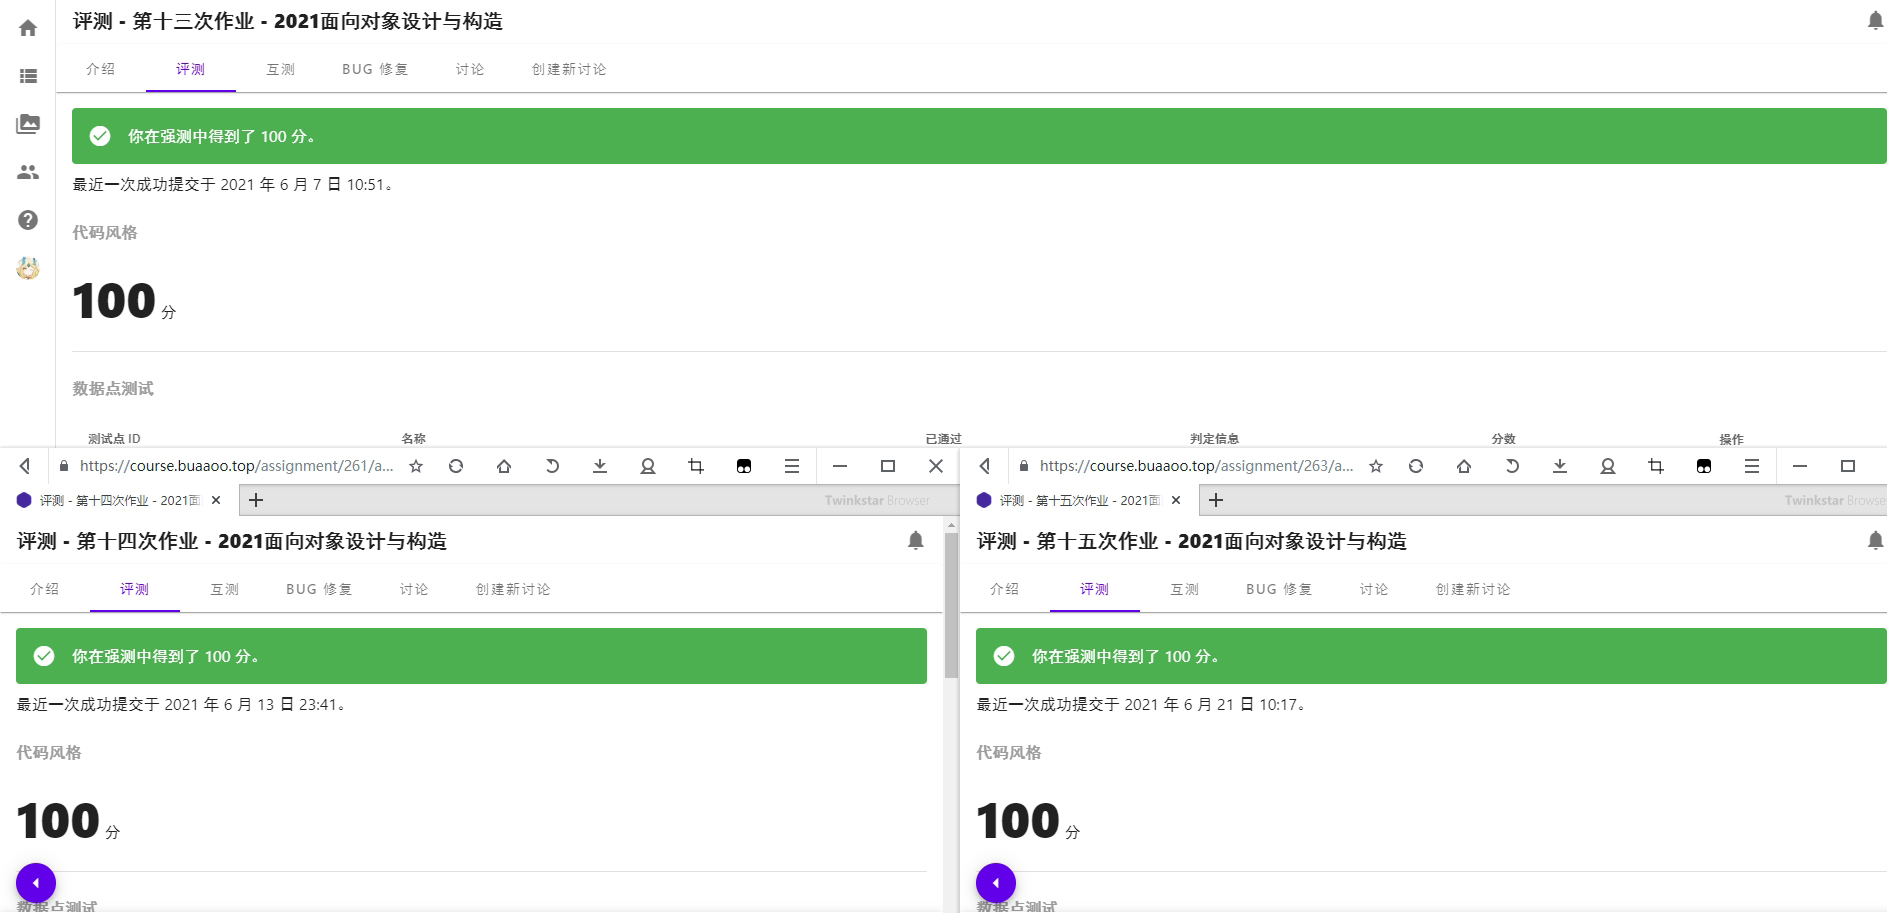 评测 - 第十三次作业 - 2021面向对象设计与构造
介绍 评测 互测 BUG 修复 讨论 创建新讨论
你在强测中得到了 100 分。
最近一次成功提交于 2021 年 6 月 7 日 10:51。
代码风格
100 分
数据点测试
测试点 ID 名称 已通过 判定信息 分数 操作
https://course.buaaoo.top/assignment/261/a...
评测 - 第十四次作业 - 2021面
Twinkstar Browser
评测 - 第十四次作业 - 2021面向对象设计与构造
介绍 评测 互测 BUG 修复 讨论 创建新讨论
你在强测中得到了 100 分。
最近一次成功提交于 2021 年 6 月 13 日 23:41。
代码风格
100 分
数据点测试
https://course.buaaoo.top/assignment/263/a...
评测 - 第十五次作业 - 2021面
Twinkstar Browse
评测 - 第十五次作业 - 2021面向对象设计与构造
介绍 评测 互测 BUG 修复 讨论 创建新讨论
你在强测中得到了 100 分。
最近一次成功提交于 2021 年 6 月 21 日 10:17。
代码风格
100 分
数据点测试